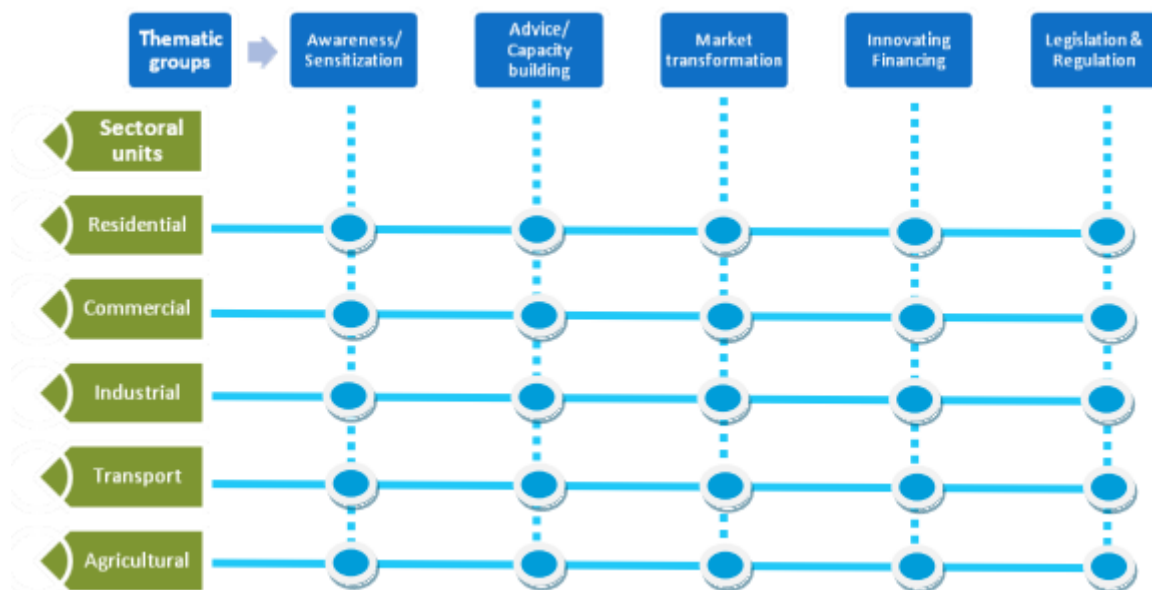 Thematic
groups
Awareness/
Sensitization
Advice/
Capacity
building
Market
transformation
Innovating
Financing
Legislation &
Regulation
Sectoral
units
Residential
Commercial
Industrial
Transport
Agricultural